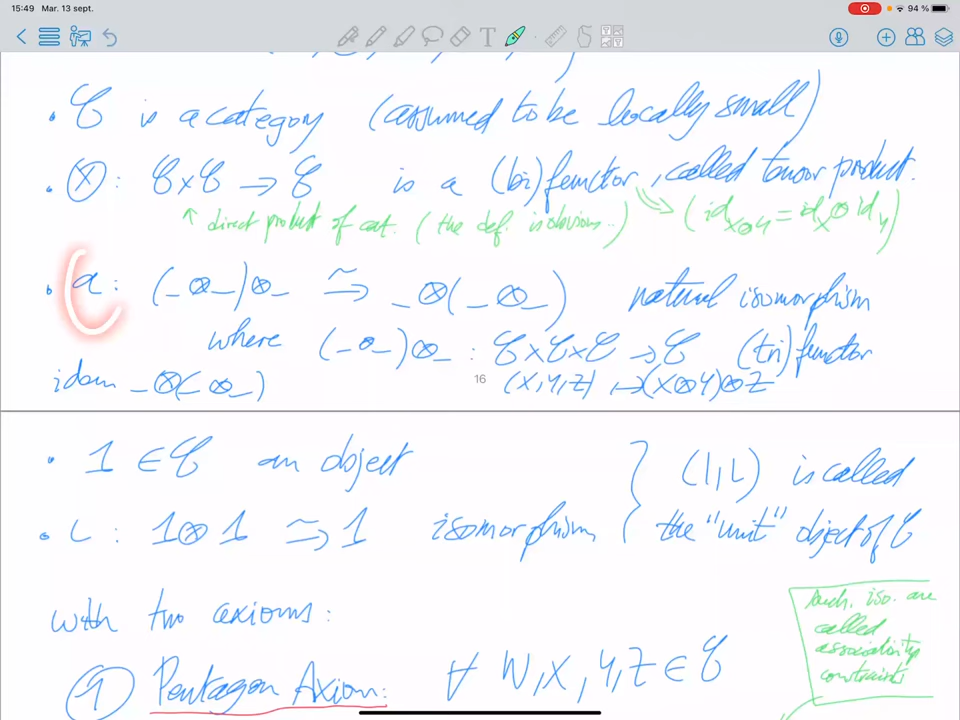 15:49 Mar. 13 sept. 94 %
• C is a category (assumed to be locally small)
• ⊗ : C × C → C is a (bi)functor, called tensor product.
↑ direct product of cat. (the def. is obvious..) (id_{X⊗Y} = id_X ⊗ id_Y)
• a : (_ ⊗ _) ⊗ _ ⥲ _ ⊗ (_ ⊗ _) natural isomorphism
where (_ ⊗ _) ⊗ _ : C × C × C → C (tri)functor
idem _ ⊗ (_ ⊗ _) (X,Y,Z) ↦ (X⊗Y)⊗Z
16
• 1 ∈ C an object
• ι : 1 ⊗ 1 ⥲ 1 isomorphism } (1,ι) is called
the "unit" object of C
with two axioms:
such. iso. are
called
associativity
constraints
① Pentagon Axiom: ∀ W,X,Y,Z ∈ C